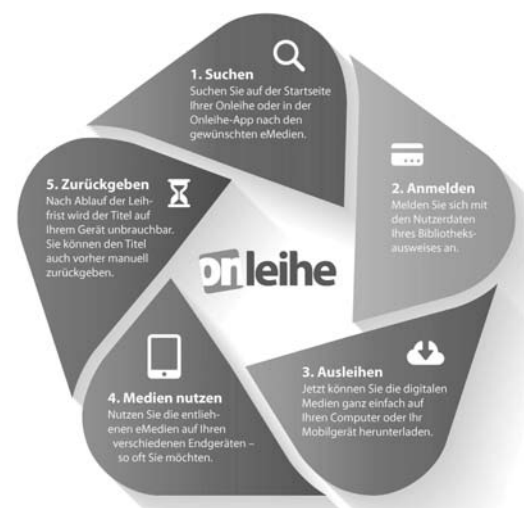 1. Suchen
Suchen Sie auf der Startseite
Ihrer Onleihe oder in der
Onleihe-App nach den
gewünschten eMedien.
2. Anmelden
Melden Sie sich mit
den Nutzerdaten
Ihres Bibliotheks-
ausweises an.
3. Ausleihen
Jetzt können Sie die digitalen
Medien ganz einfach auf
Ihren Computer oder Ihr
Mobilgerät herunterladen.
4. Medien nutzen
Nutzen Sie die entlieh-
enen eMedien auf Ihren
verschiedenen Endgeräten –
so oft Sie möchten.
5. Zurückgeben
Nach Ablauf der Leih-
frist wird der Titel auf
Ihrem Gerät unbrauchbar.
Sie können den Titel
auch vorher manuell
zurückgeben.
onleihe